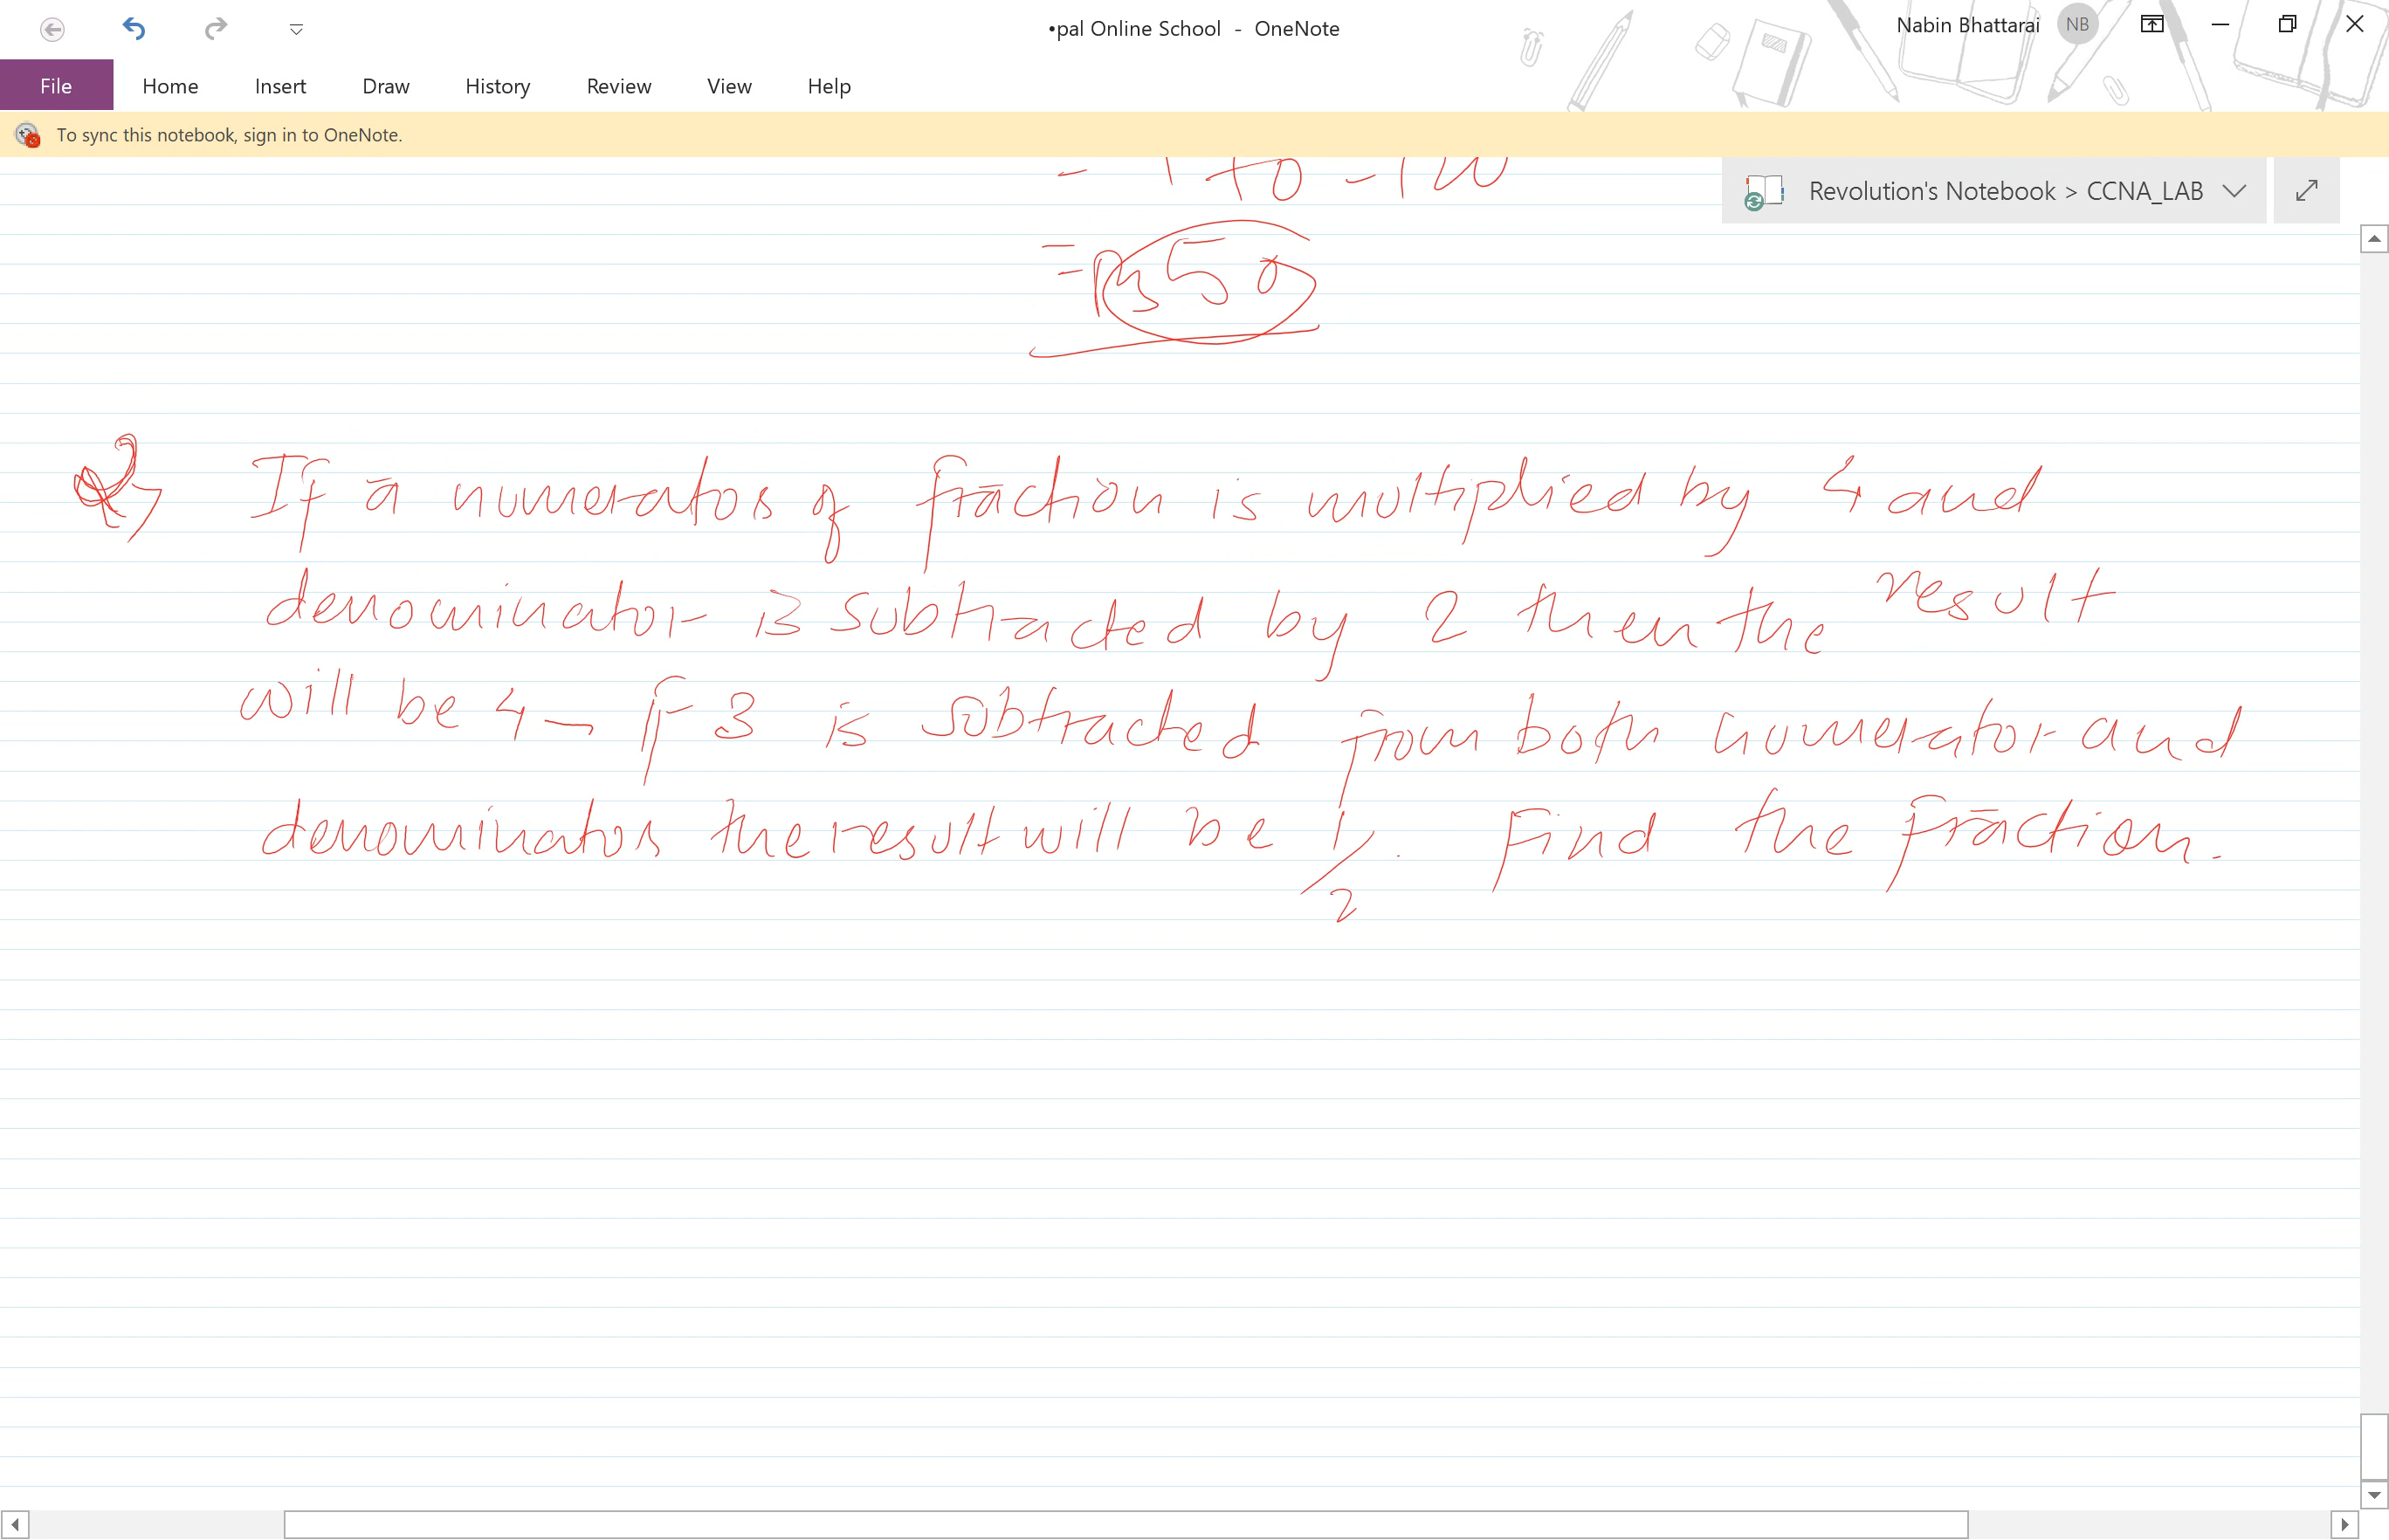 •pal Online School - OneNote
Nabin Bhattarai NB
File Home Insert Draw History Review View Help
To sync this notebook, sign in to OneNote.
Revolution's Notebook > CCNA_LAB
= Rs 50
Q) If a numerator of fraction is multiplied by 4 and
denominator is subtracted by 2 then the result
will be 4 - If 3 is subtracted from both numerator and
denominator the result will be 1/2. Find the fraction.